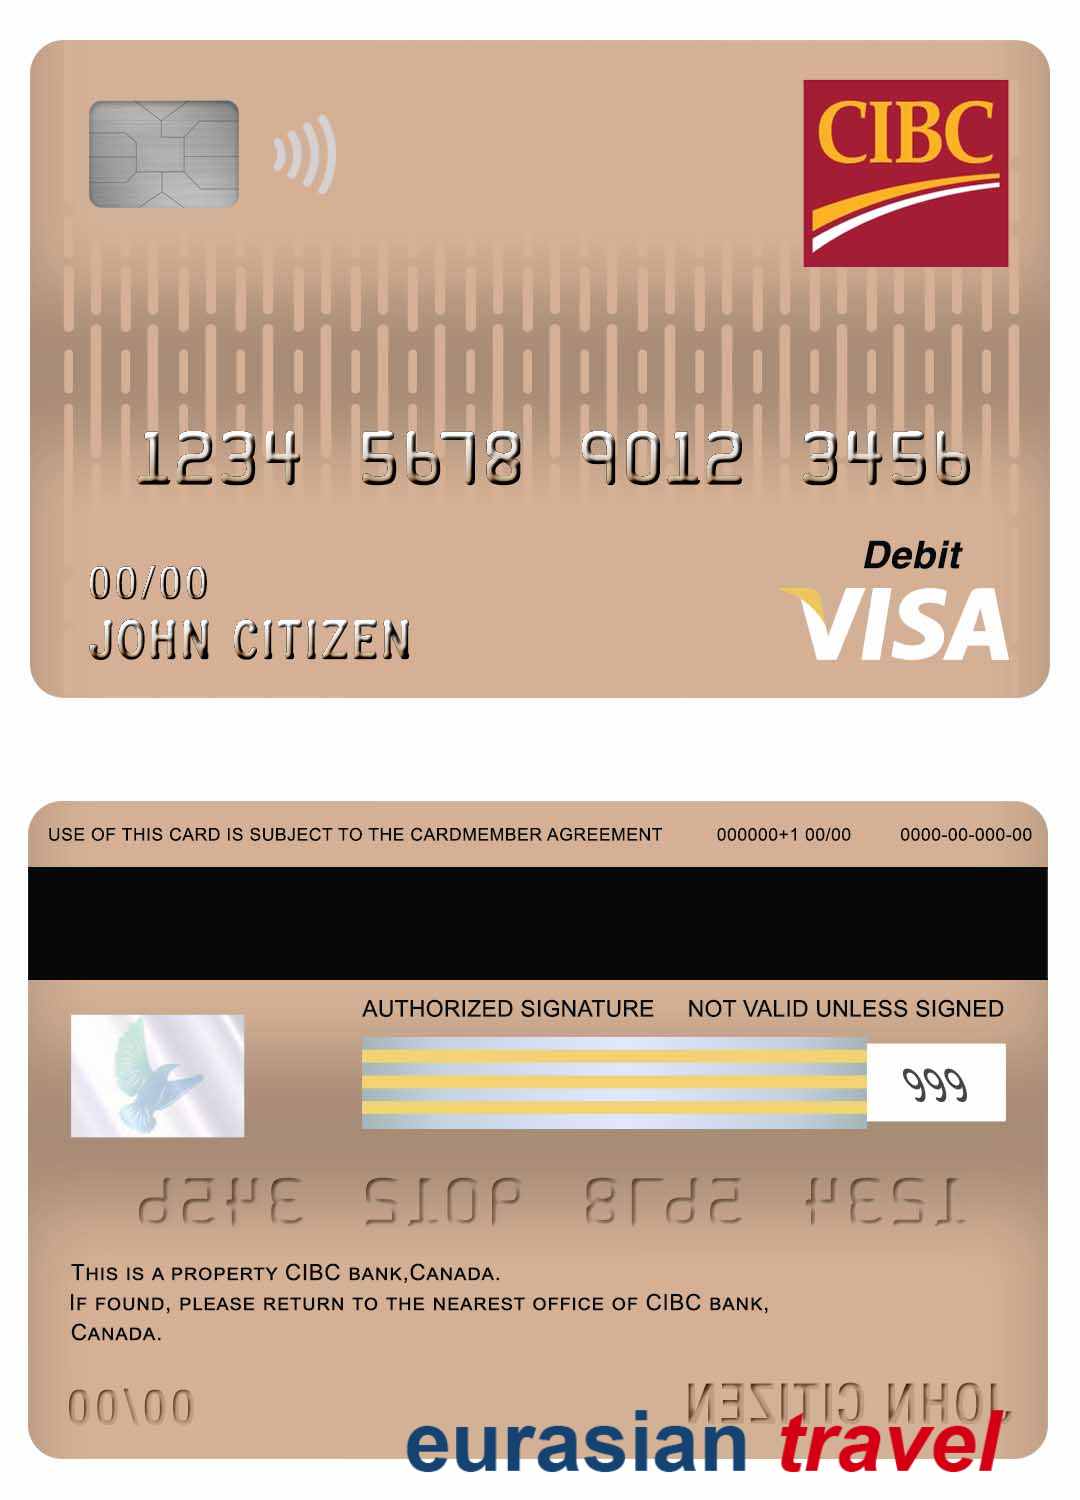 CIBC
1234 5678 9012 3456
Debit
00/00
VISA
JOHN CITIZEN
USE OF THIS CARD IS SUBJECT TO THE CARDMEMBER AGREEMENT 000000+1 00/00 0000-00-000-00
AUTHORIZED SIGNATURE NOT VALID UNLESS SIGNED
999
1234 5678 9012 3456
THIS IS A PROPERTY CIBC BANK,CANADA.
IF FOUND, PLEASE RETURN TO THE NEAREST OFFICE OF CIBC BANK,
CANADA.
00/00 JOHN CITIZEN
eurasian travel